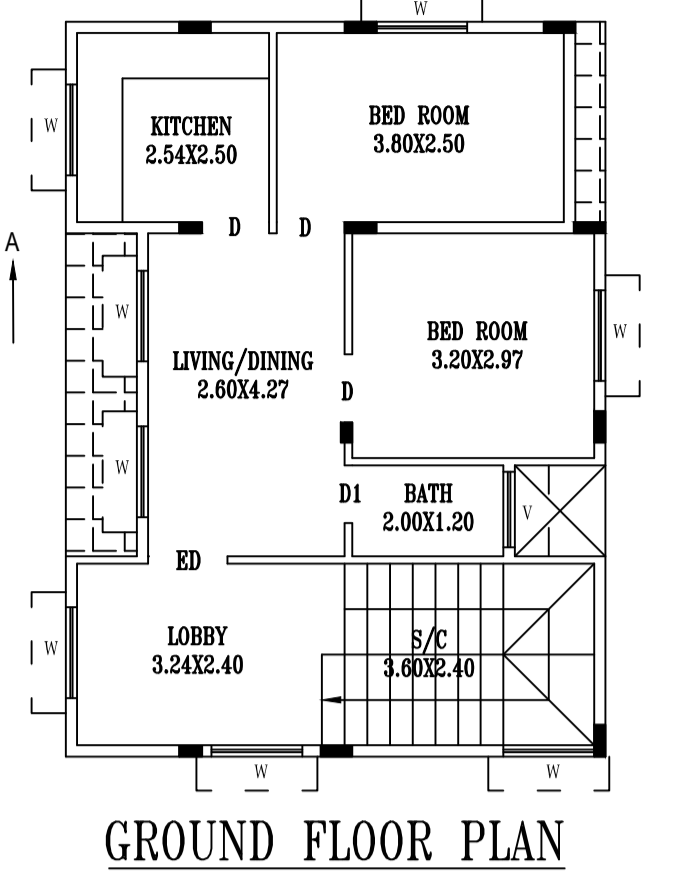 W
W
KITCHEN
2.54X2.50
BED ROOM
3.80X2.50
D
D
A
W
LIVING/DINING
2.60X4.27
BED ROOM
3.20X2.97
W
D
W
D1
BATH
2.00X1.20
V
ED
LOBBY
3.24X2.40
S/C
3.60X2.40
W
W
W
GROUND FLOOR PLAN